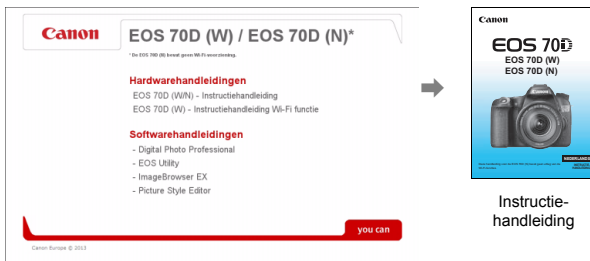 Canon
EOS 70D (W) / EOS 70D (N)*
* De EOS 70D (N) bevat geen Wi-Fi-voorziening.
Hardwarehandleidingen
EOS 70D (W/N) - Instructiehandleiding
EOS 70D (W) - Instructiehandleiding Wi-Fi functie
Softwarehandleidingen
- Digital Photo Professional
- EOS Utility
- ImageBrowser EX
- Picture Style Editor
you can
Canon Europe © 2013
Canon
EOS 70D
EOS 70D (W)
EOS 70D (N)
NEDERLANDS
Instructie-
handleiding